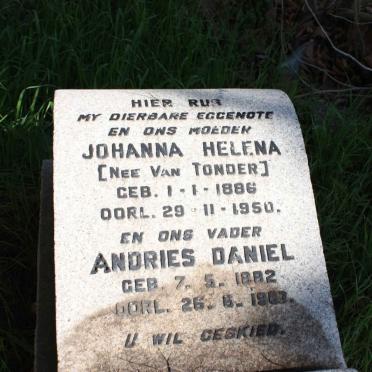 HIER RUS
MY DIERBARE EGGENOTE
EN ONS MOEDER
JOHANNA HELENA
[NEE VAN TONDER]
GEB. 1-1-1886
OORL. 29-11-1950.
EN ONS VADER
ANDRIES DANIEL
GEB 7. 5. 1882
OORL. 26. 6. 1963.
U WIL GESKIED.